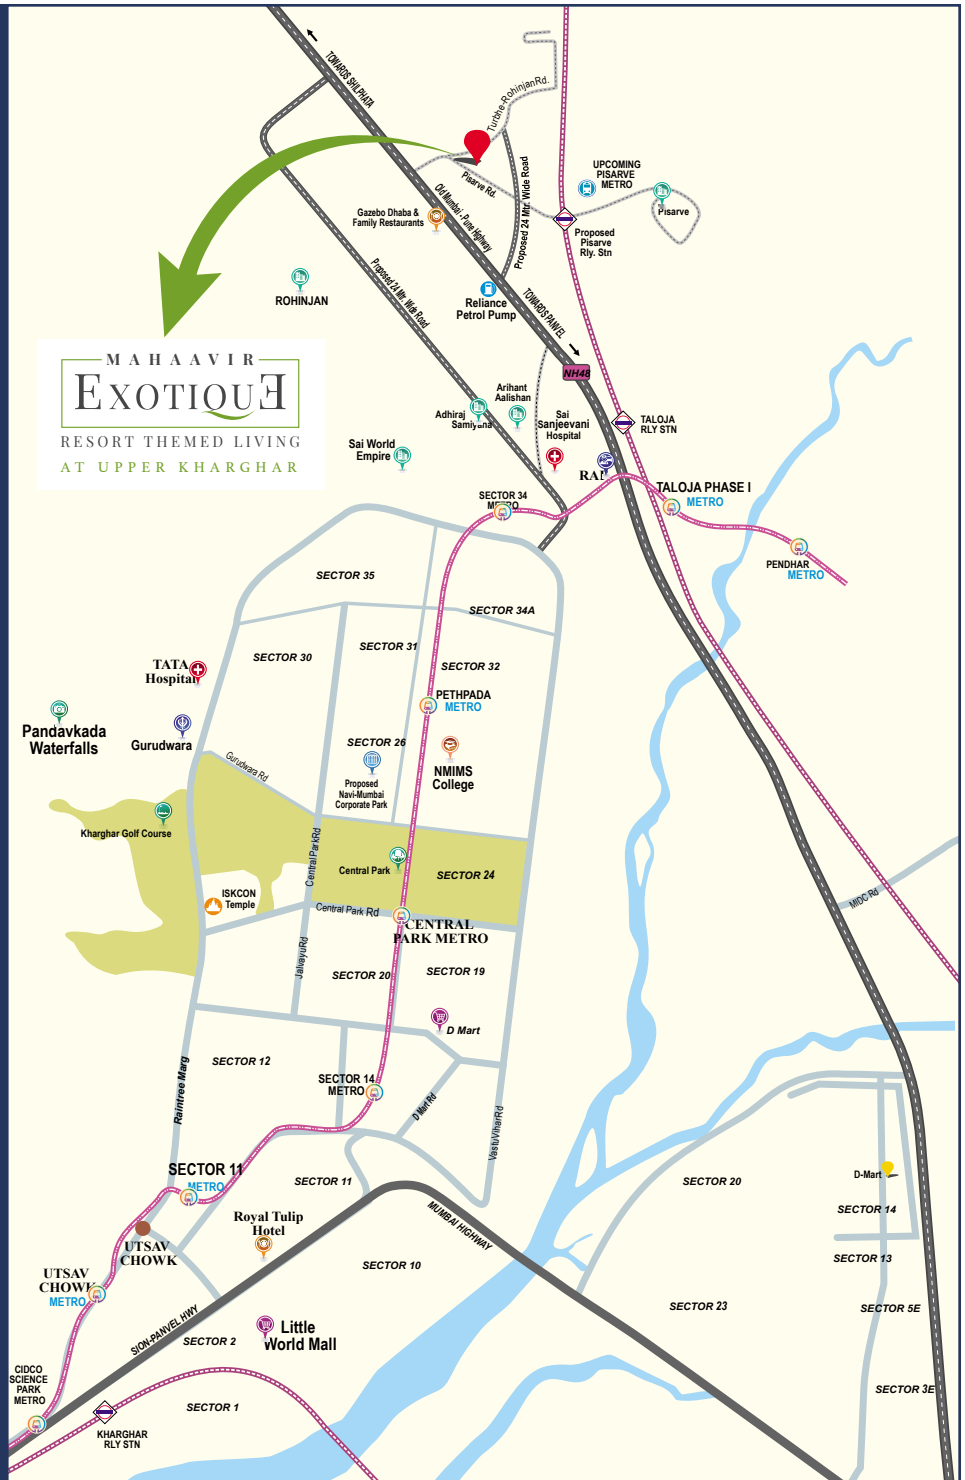 TOWARDS SHILPHATA
Turbhe-Rohinjan Rd.
Pisarve Rd.
Proposed 24 Mtr. Wide Road
UPCOMING
PISARVE
METRO
Pisarve
Gazebo Dhaba &
Family Restaurants
Old Mumbai - Pune Highway
Proposed
Pisarve
Rly. Stn
Proposed 24 Mtr. Wide Road
ROHINJAN
Reliance
Petrol Pump
TOWARDS PANVEL
MAHAAVIR
EXOTIQUE
RESORT THEMED LIVING
AT UPPER KHARGHAR
NH48
Arihant
Aalishan
Adhiraj
Samiyana
Sai
Sanjeevani
Hospital
TALOJA
RLY STN
Sai World
Empire
RAF
SECTOR 34
METRO
TALOJA PHASE I
METRO
PENDHAR
METRO
SECTOR 35
SECTOR 34A
SECTOR 31
SECTOR 30
SECTOR 32
TATA
Hospital
PETHPADA
METRO
Pandavkada
Waterfalls
Gurudwara
SECTOR 26
Gurudwara Rd
Proposed
Navi-Mumbai
Corporate Park
NMIMS
College
Kharghar Golf Course
Central Park Rd
Central Park
SECTOR 24
ISKCON
Temple
Central Park Rd
CENTRAL
PARK METRO
MIDC Rd
Jalvayu Rd
SECTOR 20
SECTOR 19
D Mart
SECTOR 12
Raintree Marg
SECTOR 14
METRO
D Mart Rd
Vastu Vihar Rd
SECTOR 11
METRO
SECTOR 11
SECTOR 20
D-Mart
SECTOR 14
Royal Tulip
Hotel
MUMBAI HIGHWAY
UTSAV
CHOWK
SECTOR 13
SECTOR 10
UTSAV
CHOWK
METRO
SECTOR 23
SECTOR 5E
SION-PANVEL HWY
SECTOR 2
Little
World Mall
CIDCO
SCIENCE
PARK
METRO
SECTOR 3E
SECTOR 1
KHARGHAR
RLY STN